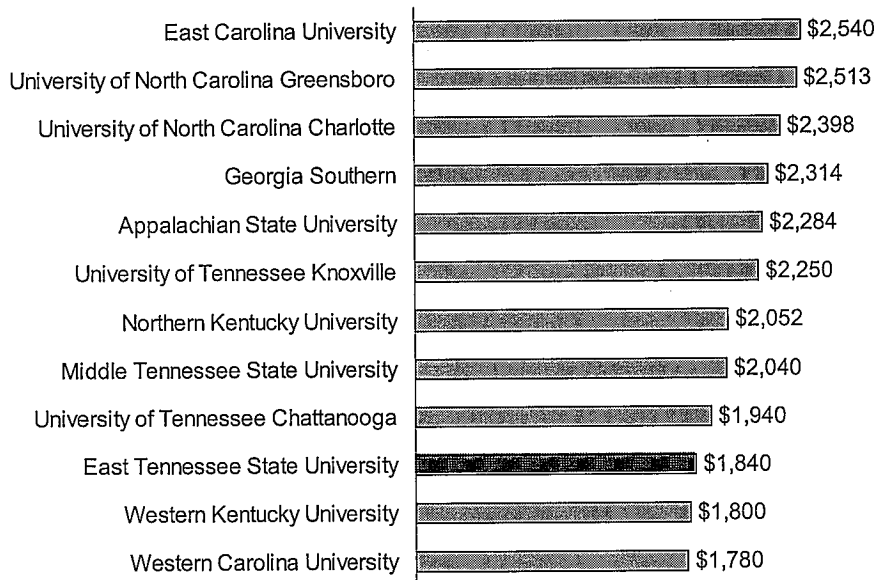 East Carolina University $2,540
University of North Carolina Greensboro $2,513
University of North Carolina Charlotte $2,398
Georgia Southern $2,314
Appalachian State University $2,284
University of Tennessee Knoxville $2,250
Northern Kentucky University $2,052
Middle Tennessee State University $2,040
University of Tennessee Chattanooga $1,940
East Tennessee State University $1,840
Western Kentucky University $1,800
Western Carolina University $1,780